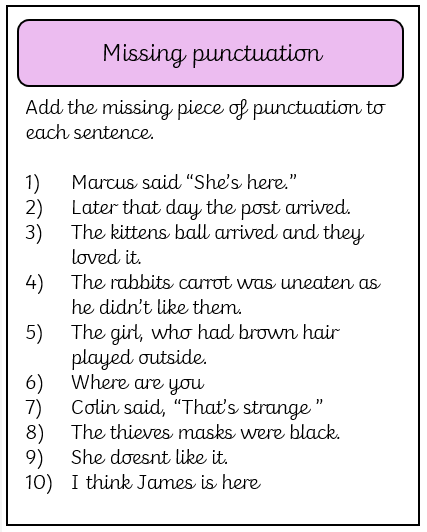 Missing punctuation
Add the missing piece of punctuation to
each sentence.
1) Marcus said “She’s here.”
2) Later that day the post arrived.
3) The kittens ball arrived and they
loved it.
4) The rabbits carrot was uneaten as
he didn’t like them.
5) The girl, who had brown hair
played outside.
6) Where are you
7) Colin said, “That’s strange ”
8) The thieves masks were black.
9) She doesnt like it.
10) I think James is here